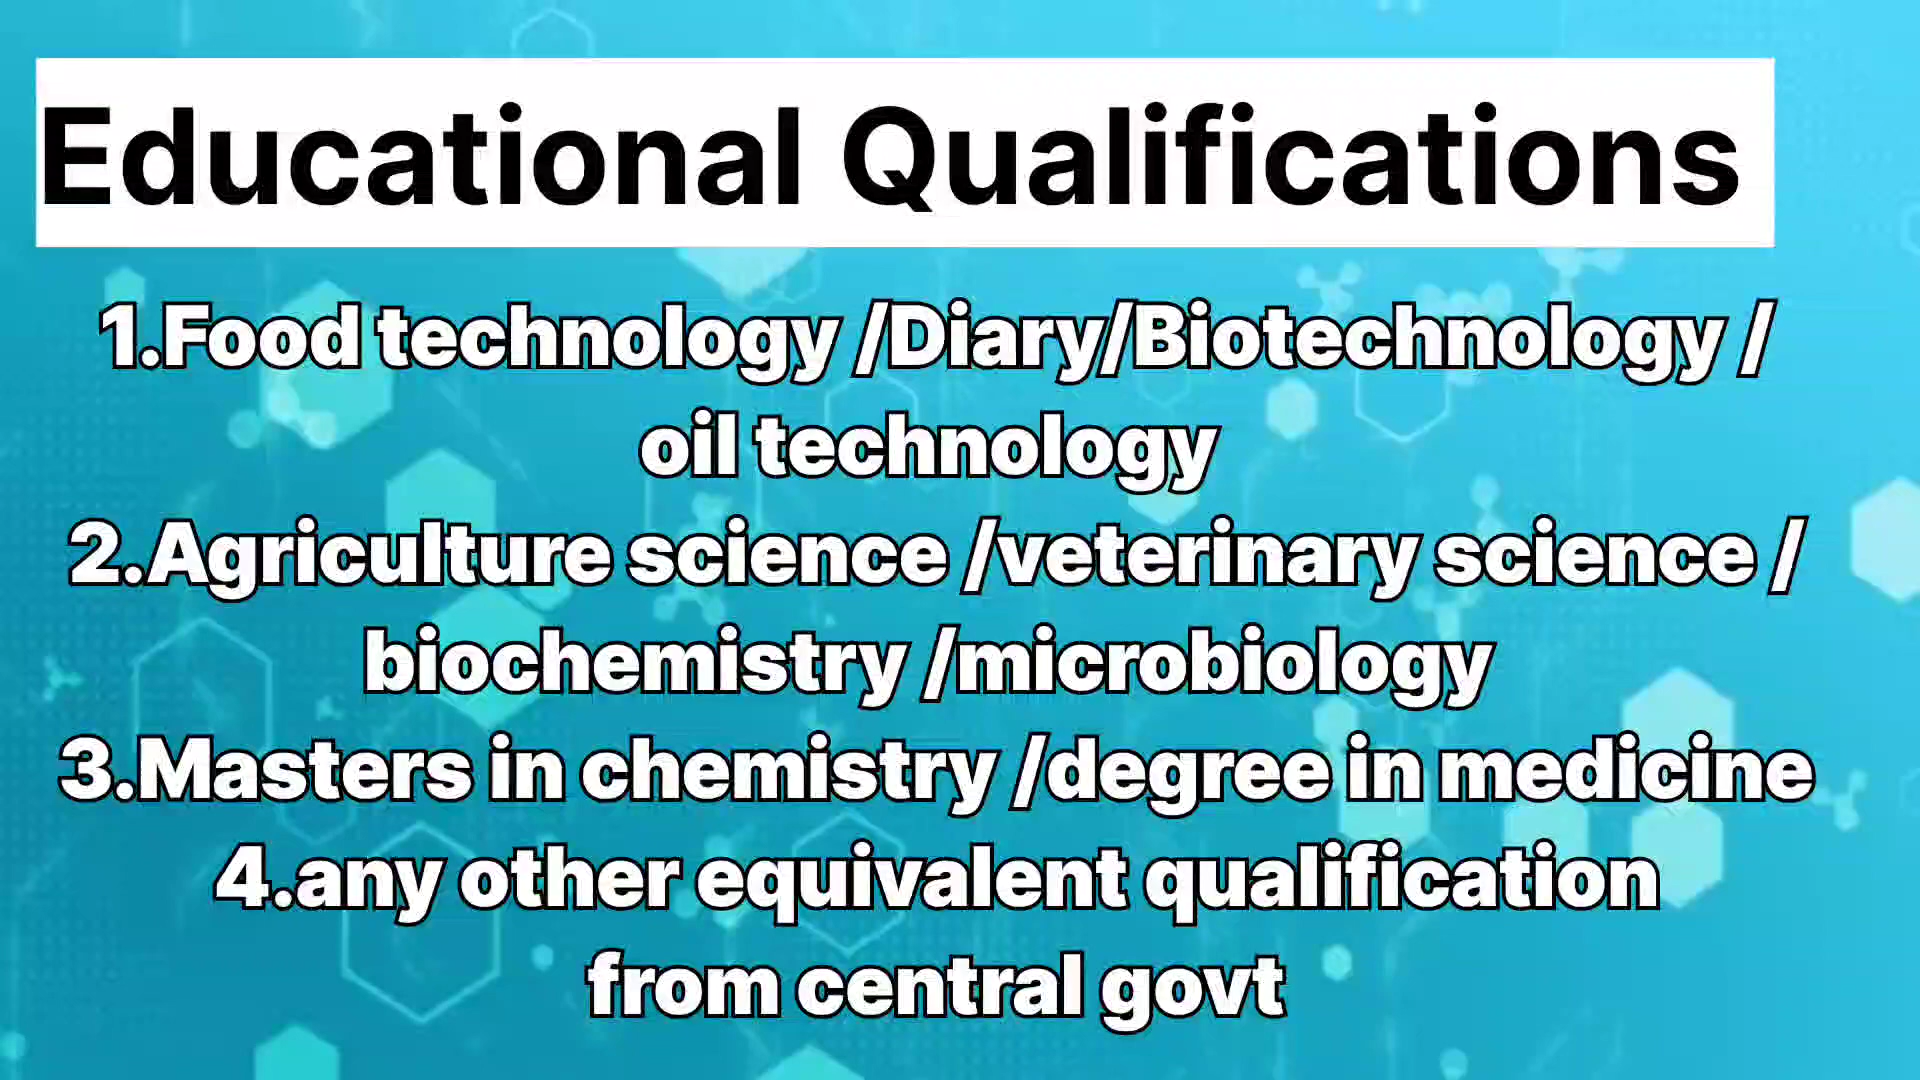 Educational Qualifications
1.Food technology /Diary/Biotechnology /
oil technology
2.Agriculture science /veterinary science /
biochemistry /microbiology
3.Masters in chemistry /degree in medicine
4.any other equivalent qualification
from central govt